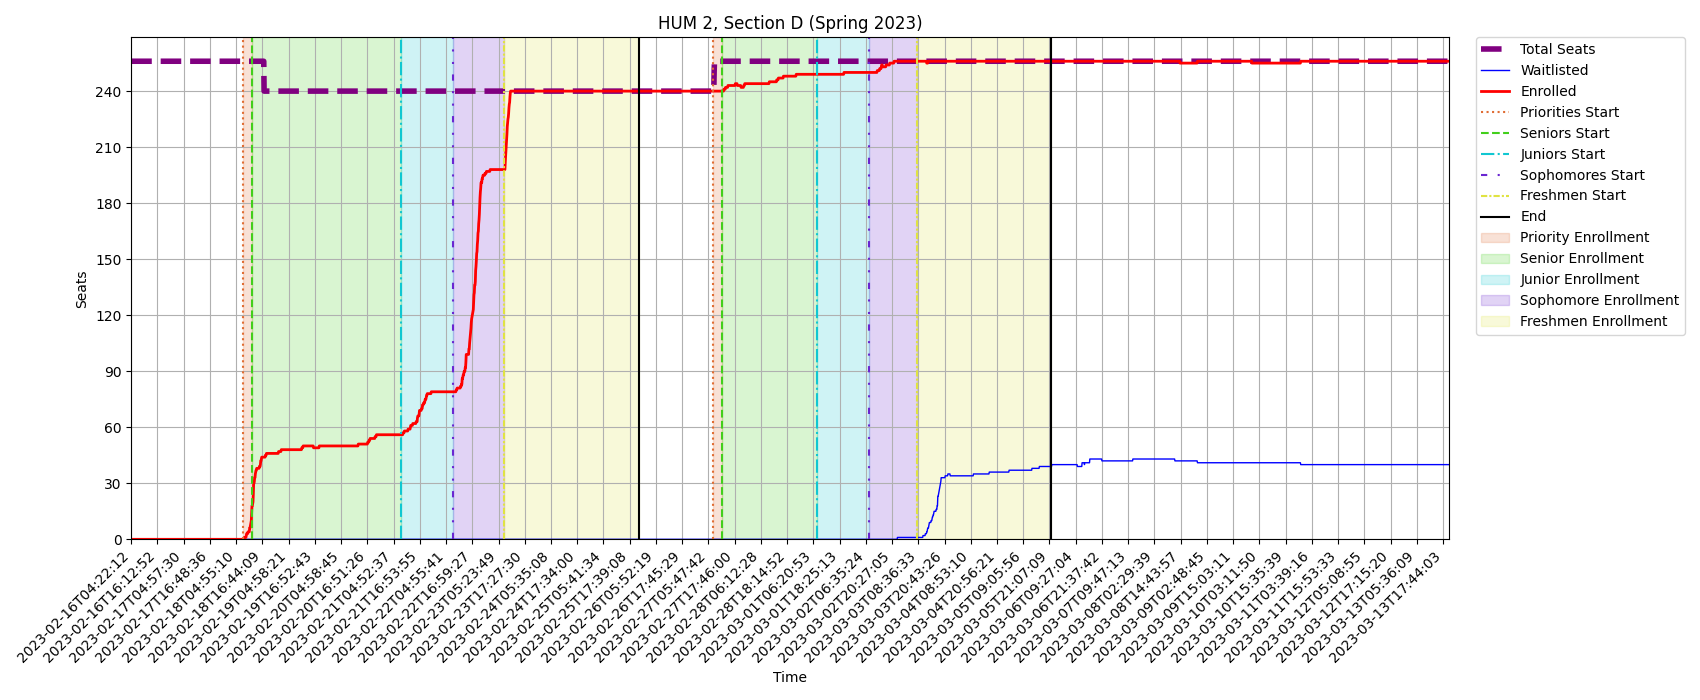 HUM 2, Section D (Spring 2023)
Seats
240
210
180
150
120
90
60
30
0
2023-02-16T04:22:12
2023-02-16T16:12:52
2023-02-17T04:57:30
2023-02-17T16:48:36
2023-02-18T04:55:10
2023-02-18T16:44:09
2023-02-19T04:58:21
2023-02-19T16:52:43
2023-02-20T04:58:45
2023-02-20T16:51:26
2023-02-21T04:52:37
2023-02-21T16:53:55
2023-02-22T04:55:41
2023-02-22T16:59:27
2023-02-23T05:23:49
2023-02-23T17:27:30
2023-02-24T05:35:08
2023-02-24T17:34:00
2023-02-25T05:41:34
2023-02-25T17:39:08
2023-02-26T05:52:19
2023-02-26T17:45:29
2023-02-27T05:47:42
2023-02-27T17:46:00
2023-02-28T06:12:28
2023-02-28T18:14:52
2023-03-01T06:20:53
2023-03-01T18:25:13
2023-03-02T06:35:24
2023-03-02T20:27:05
2023-03-03T08:36:33
2023-03-03T20:43:26
2023-03-04T08:53:10
2023-03-04T20:56:21
2023-03-05T09:05:56
2023-03-05T21:07:09
2023-03-06T09:27:04
2023-03-06T21:37:42
2023-03-07T09:47:13
2023-03-08T02:29:39
2023-03-08T14:43:57
2023-03-09T02:48:45
2023-03-09T15:03:11
2023-03-10T03:11:50
2023-03-10T15:35:39
2023-03-11T03:39:16
2023-03-11T15:53:33
2023-03-12T05:08:55
2023-03-12T17:15:20
2023-03-13T05:36:09
2023-03-13T17:44:03
Time
Total Seats
Waitlisted
Enrolled
Priorities Start
Seniors Start
Juniors Start
Sophomores Start
Freshmen Start
End
Priority Enrollment
Senior Enrollment
Junior Enrollment
Sophomore Enrollment
Freshmen Enrollment